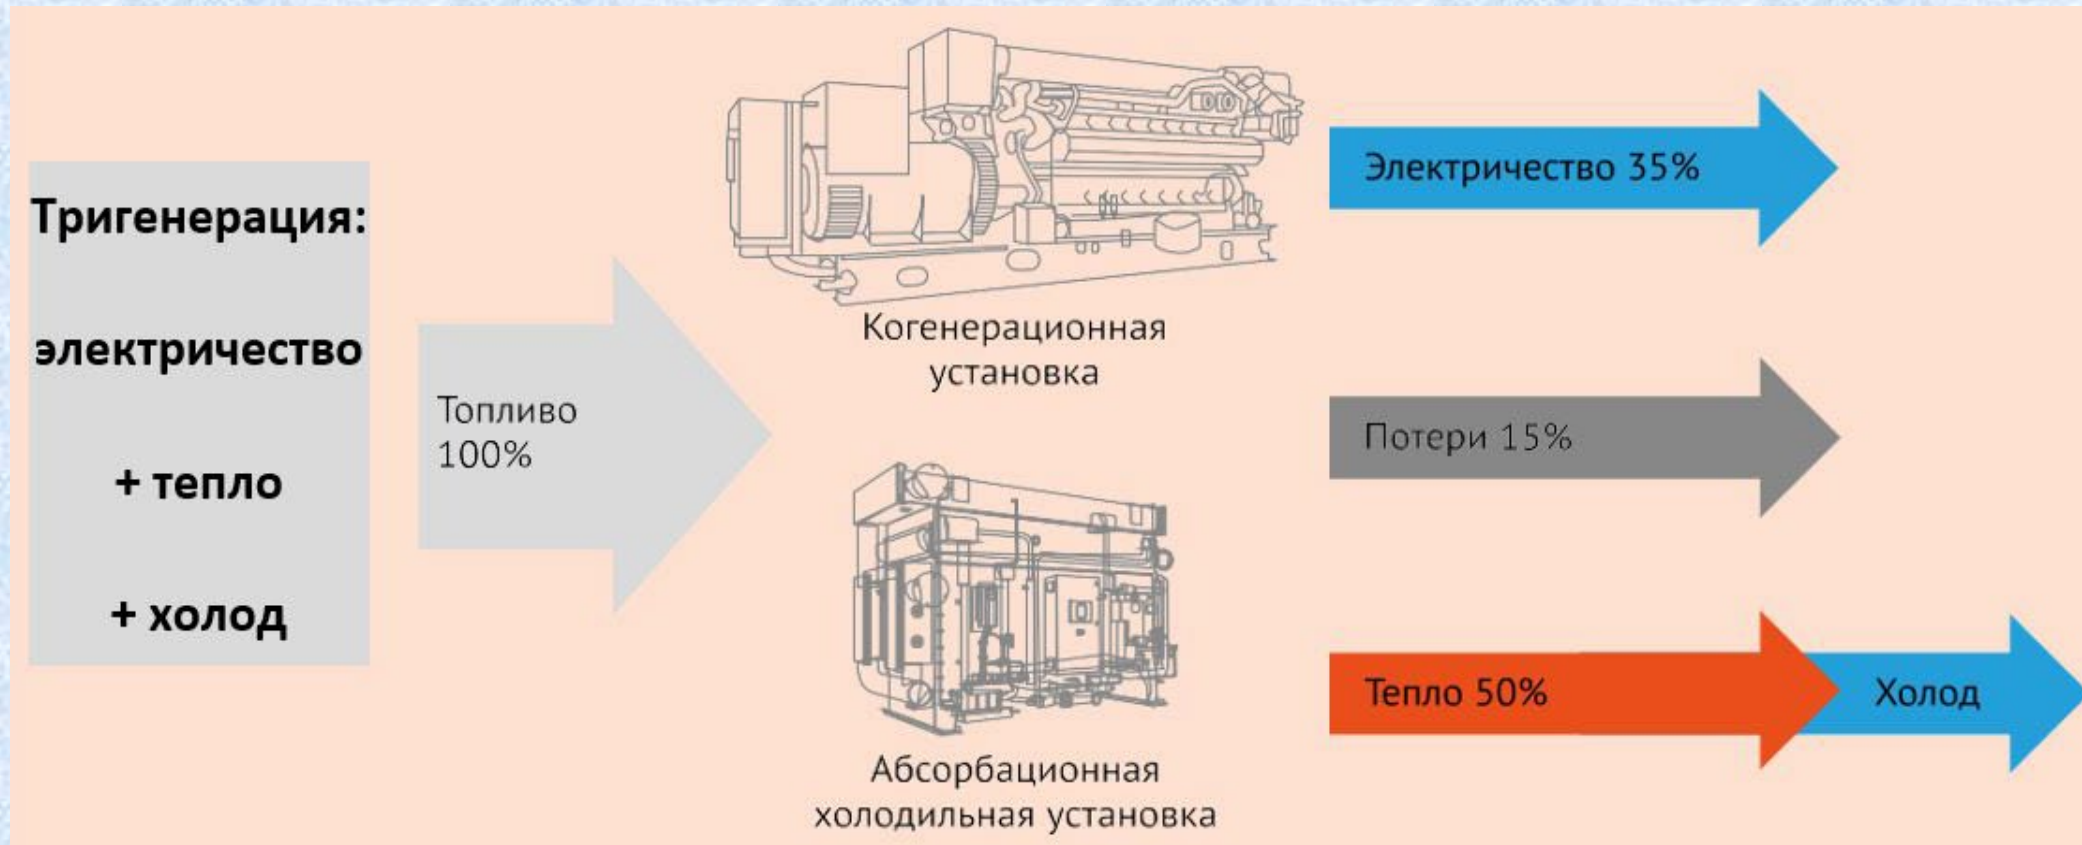 Тригенерация:
электричество
+ тепло
+ холод
Топливо
100%
Когенерационная
установка
Абсорбационная
холодильная установка
Электричество 35%
Потери 15%
Тепло 50%
Холод